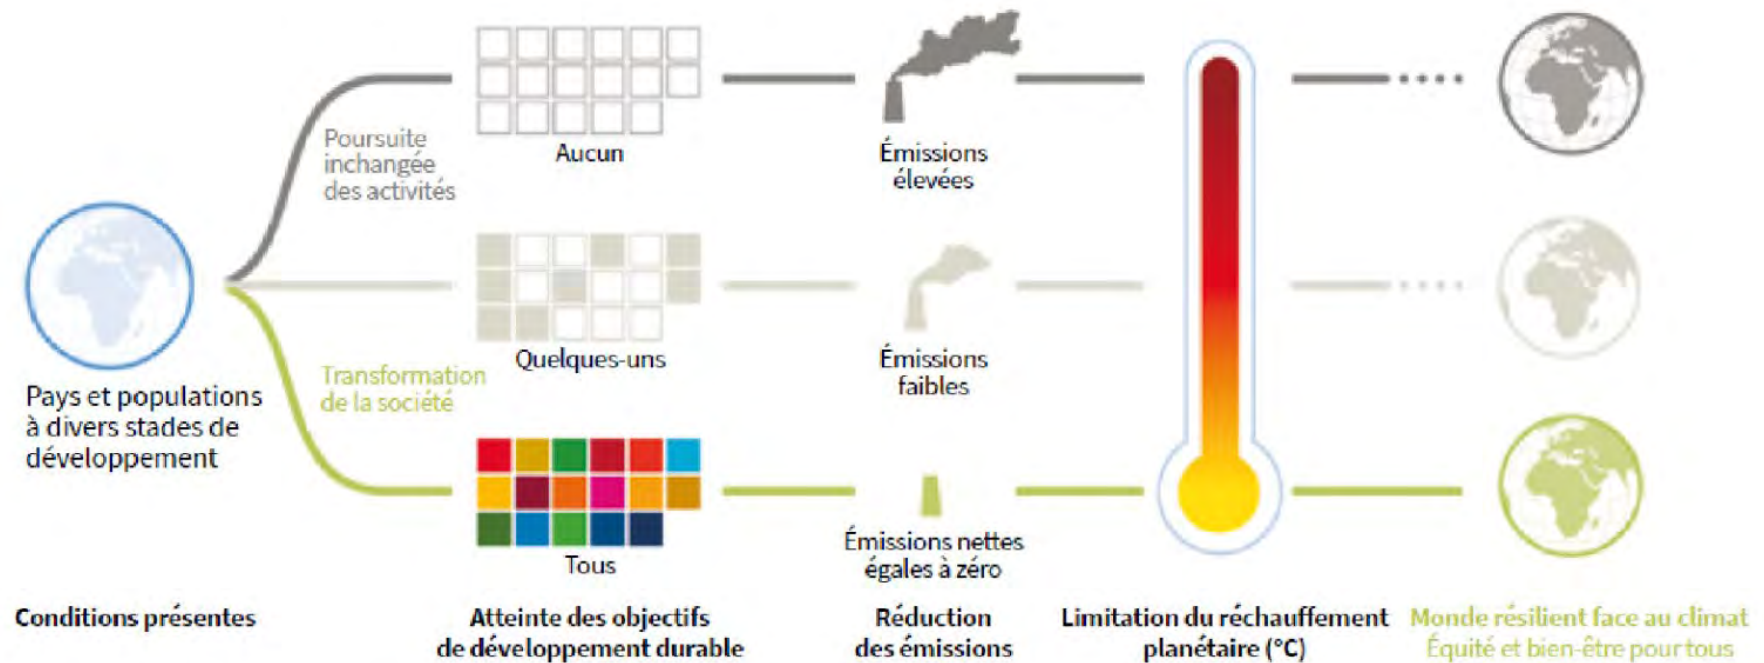 Poursuite
inchangée
des activités
Aucun
Émissions
élevées
Pays et populations
à divers stades de
développement
Quelques-uns
Émissions
faibles
Transformation
de la société
Tous
Émissions nettes
égales à zéro
Conditions présentes
Atteinte des objectifs
de développement durable
Réduction
des émissions
Limitation du réchauffement
planétaire (°C)
Monde résilient face au climat
Équité et bien-être pour tous